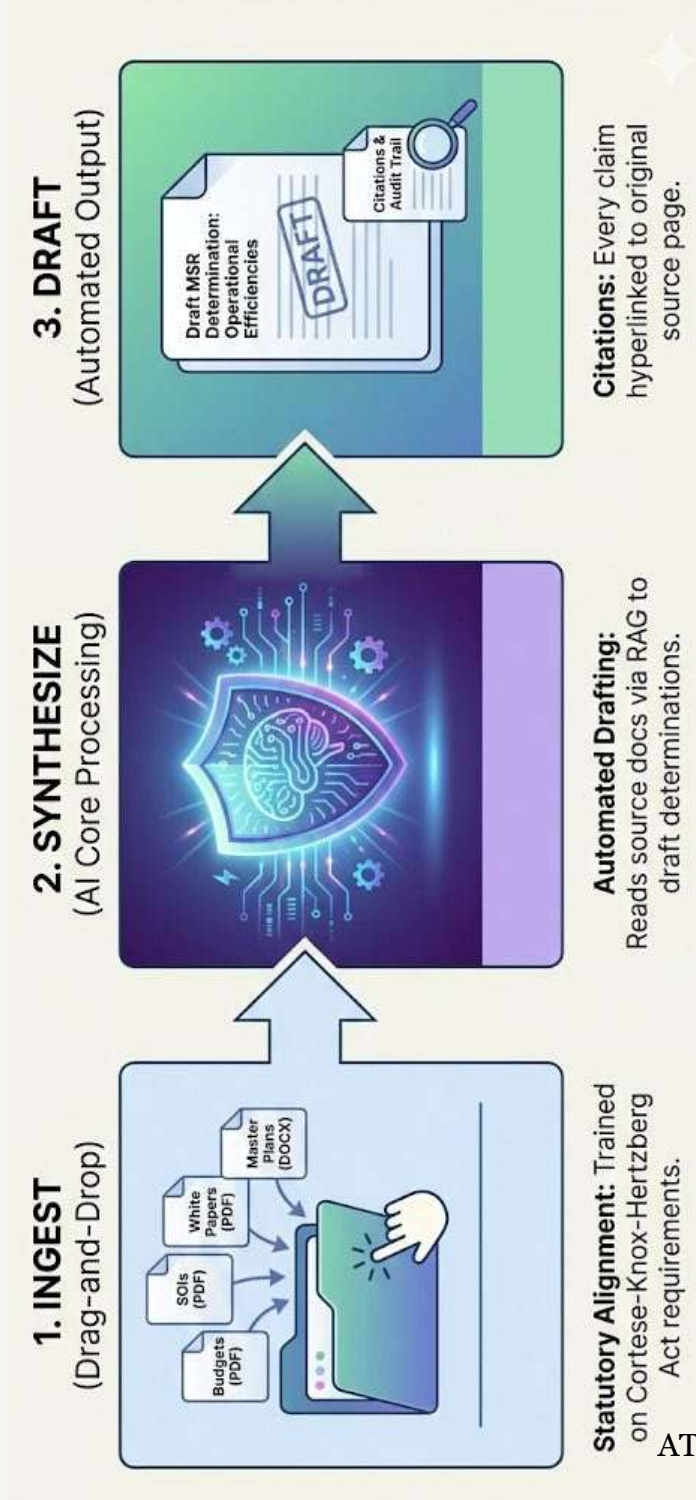 1. INGEST
(Drag-and-Drop)
Budgets
(PDF)
SOIs
(PDF)
White
Papers
(PDF)
Master
Plans
(DOCX)
Statutory Alignment: Trained
on Cortese-Knox-Hertzberg
Act requirements.
2. SYNTHESIZE
(AI Core Processing)
Automated Drafting:
Reads source docs via RAG to
draft determinations.
3. DRAFT
(Automated Output)
Draft MSR
Determination:
Operational
Efficiencies
DRAFT
Citations &
Audit Trail
Citations: Every claim
hyperlinked to original
source page.
AT